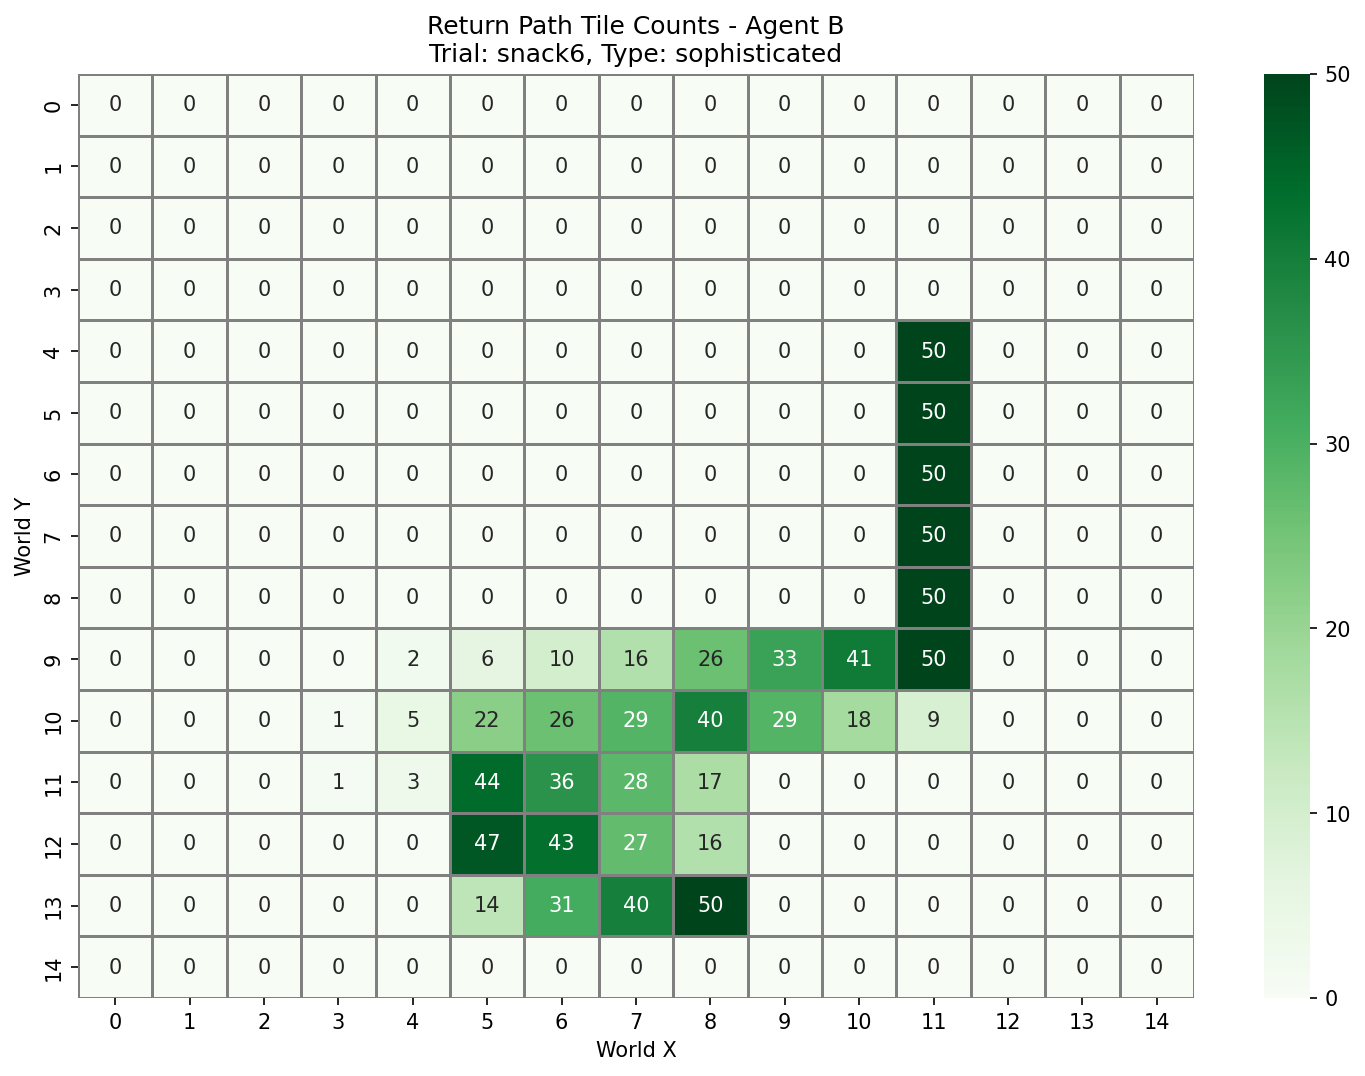 Return Path Tile Counts - Agent B
Trial: snack6, Type: sophisticated
0 0 0 0 0 0 0 0 0 0 0 0 0 0 0 0
1 0 0 0 0 0 0 0 0 0 0 0 0 0 0 0
2 0 0 0 0 0 0 0 0 0 0 0 0 0 0 0
3 0 0 0 0 0 0 0 0 0 0 0 0 0 0 0
4 0 0 0 0 0 0 0 0 0 0 0 50 0 0 0
5 0 0 0 0 0 0 0 0 0 0 0 50 0 0 0
6 0 0 0 0 0 0 0 0 0 0 0 50 0 0 0
7 0 0 0 0 0 0 0 0 0 0 0 50 0 0 0
8 0 0 0 0 0 0 0 0 0 0 0 50 0 0 0
9 0 0 0 0 2 6 10 16 26 33 41 50 0 0 0
10 0 0 0 1 5 22 26 29 40 29 18 9 0 0 0
11 0 0 0 1 3 44 36 28 17 0 0 0 0 0 0
12 0 0 0 0 0 47 43 27 16 0 0 0 0 0 0
13 0 0 0 0 0 14 31 40 50 0 0 0 0 0 0
14 0 0 0 0 0 0 0 0 0 0 0 0 0 0 0
0 1 2 3 4 5 6 7 8 9 10 11 12 13 14
World X
World Y
50
40
30
20
10
0